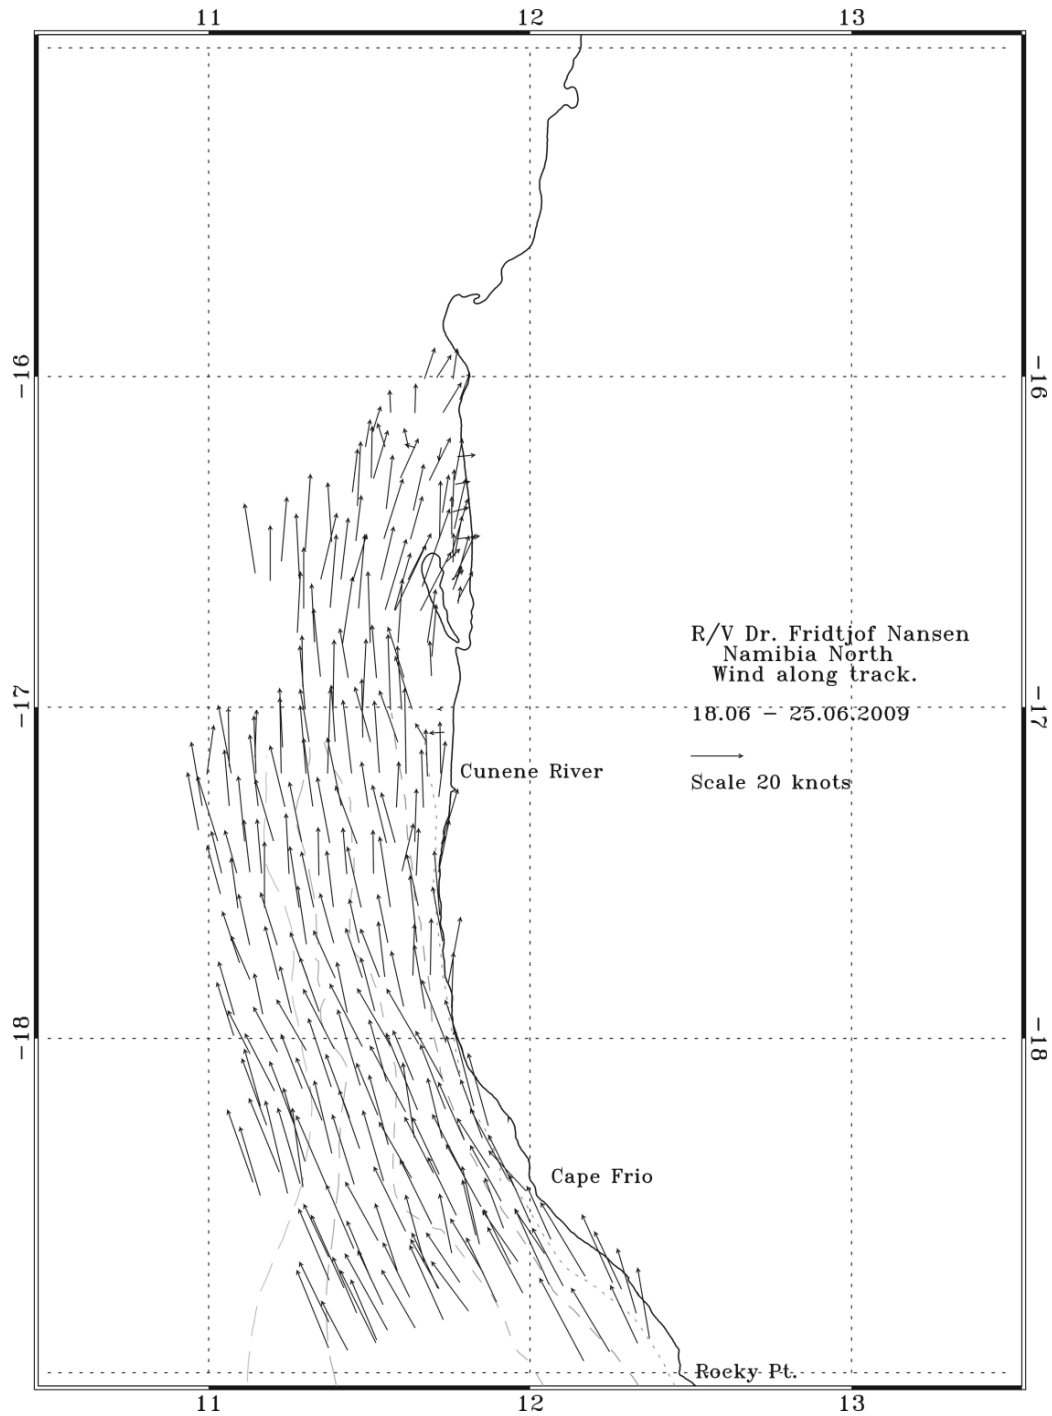 11 12 13
-16 -16
R/V Dr. Fridtjof Nansen
Namibia North
Wind along track.
-17 -17
18.06 – 25.06.2009
Cunene River
Scale 20 knots
-18 -18
Cape Frio
Rocky Pt.
11 12 13